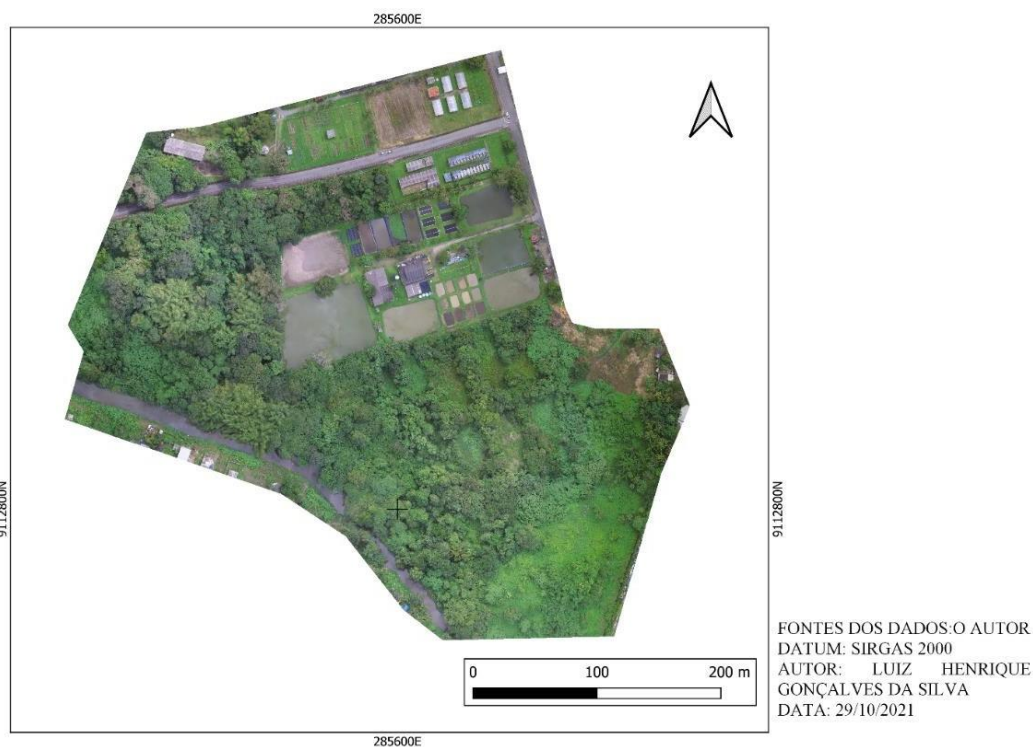 285600E
9112800N
9112800N
0 100 200 m
285600E
FONTES DOS DADOS:O AUTOR
DATUM: SIRGAS 2000
AUTOR: LUIZ HENRIQUE
GONÇALVES DA SILVA
DATA: 29/10/2021